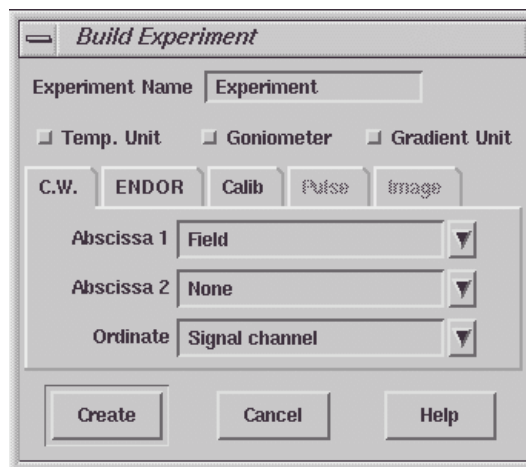 Build Experiment
Experiment Name Experiment
Temp. Unit Goniometer Gradient Unit
C.W. ENDOR Calib Pulse Image
Abscissa 1 Field
Abscissa 2 None
Ordinate Signal channel
Create Cancel Help